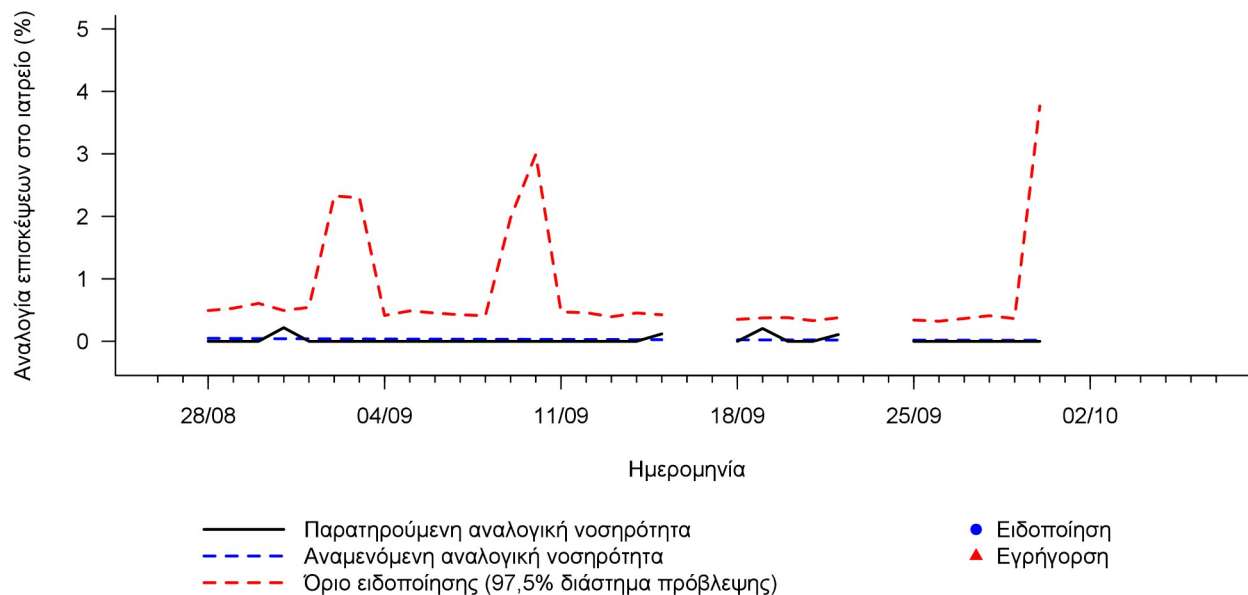 Αναλογία επισκέψεων στο ιατρείο (%)
5
4
3
2
1
0
28/08 04/09 11/09 18/09 25/09 02/10
Ημερομηνία
Παρατηρούμενη αναλογική νοσηρότητα
Αναμενόμενη αναλογική νοσηρότητα
Όριο ειδοποίησης (97,5% διάστημα πρόβλεψης)
Ειδοποίηση
Εγρήγορση